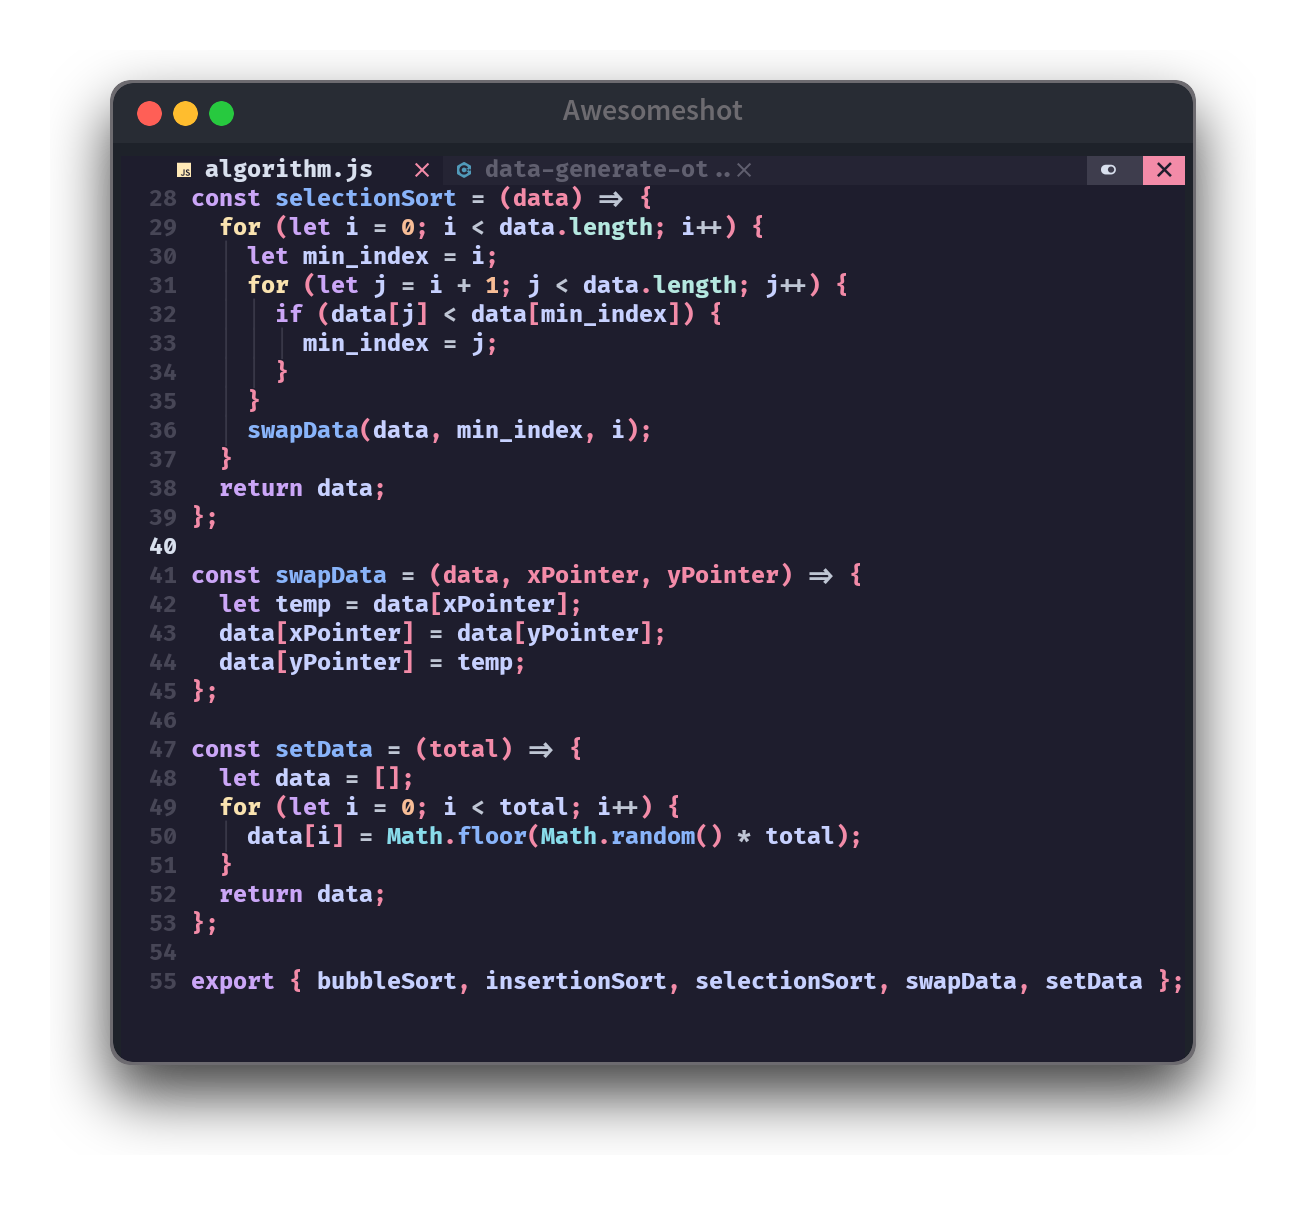 Awesomeshot
JS algorithm.js × data-generate-ot.. ×
28 const selectionSort = (data) => {
29   for (let i = 0; i < data.length; i++) {
30     let min_index = i;
31     for (let j = i + 1; j < data.length; j++) {
32       if (data[j] < data[min_index]) {
33         min_index = j;
34       }
35     }
36     swapData(data, min_index, i);
37   }
38   return data;
39 };
40
41 const swapData = (data, xPointer, yPointer) => {
42   let temp = data[xPointer];
43   data[xPointer] = data[yPointer];
44   data[yPointer] = temp;
45 };
46
47 const setData = (total) => {
48   let data = [];
49   for (let i = 0; i < total; i++) {
50     data[i] = Math.floor(Math.random() * total);
51   }
52   return data;
53 };
54
55 export { bubbleSort, insertionSort, selectionSort, swapData, setData };